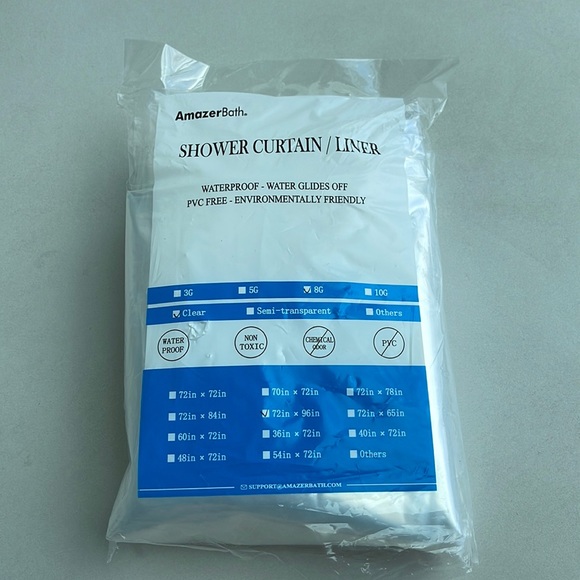 AmazerBath
SHOWER CURTAIN / LINER
WATERPROOF - WATER GLIDES OFF
PVC FREE - ENVIRONMENTALLY FRIENDLY
3G 5G 8G 10G
Clear Semi-transparent Others
WATER PROOF NON TOXIC CHEMICAL ODOR PVC
72in × 72in 70in × 72in 72in × 78in
72in × 84in 72in × 96in 72in × 65in
60in × 72in 36in × 72in 40in × 72in
48in × 72in 54in × 72in Others
SUPPORT@AMAZERBATH.COM